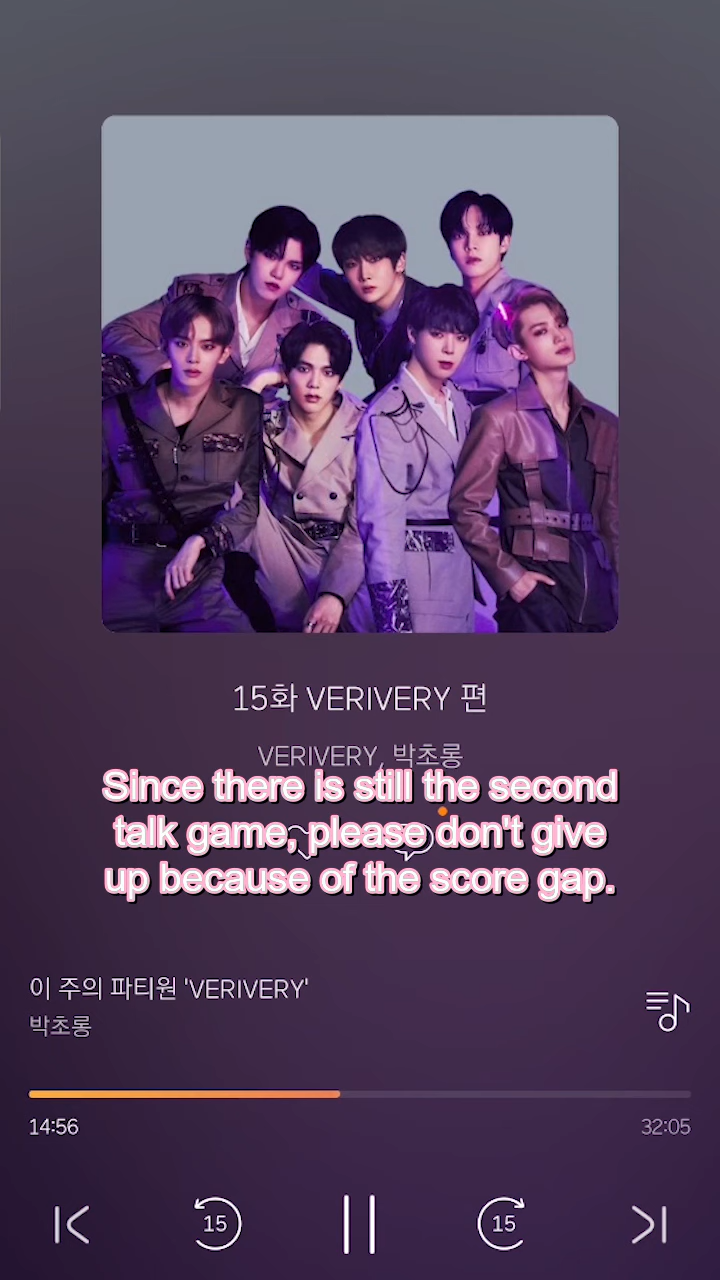 15화 VERIVERY 편
VERIVERY, 박초롱
Since there is still the second
talk game, please don't give
up because of the score gap.
이 주의 파티원 'VERIVERY'
박초롱
14:56
32:05
15
15